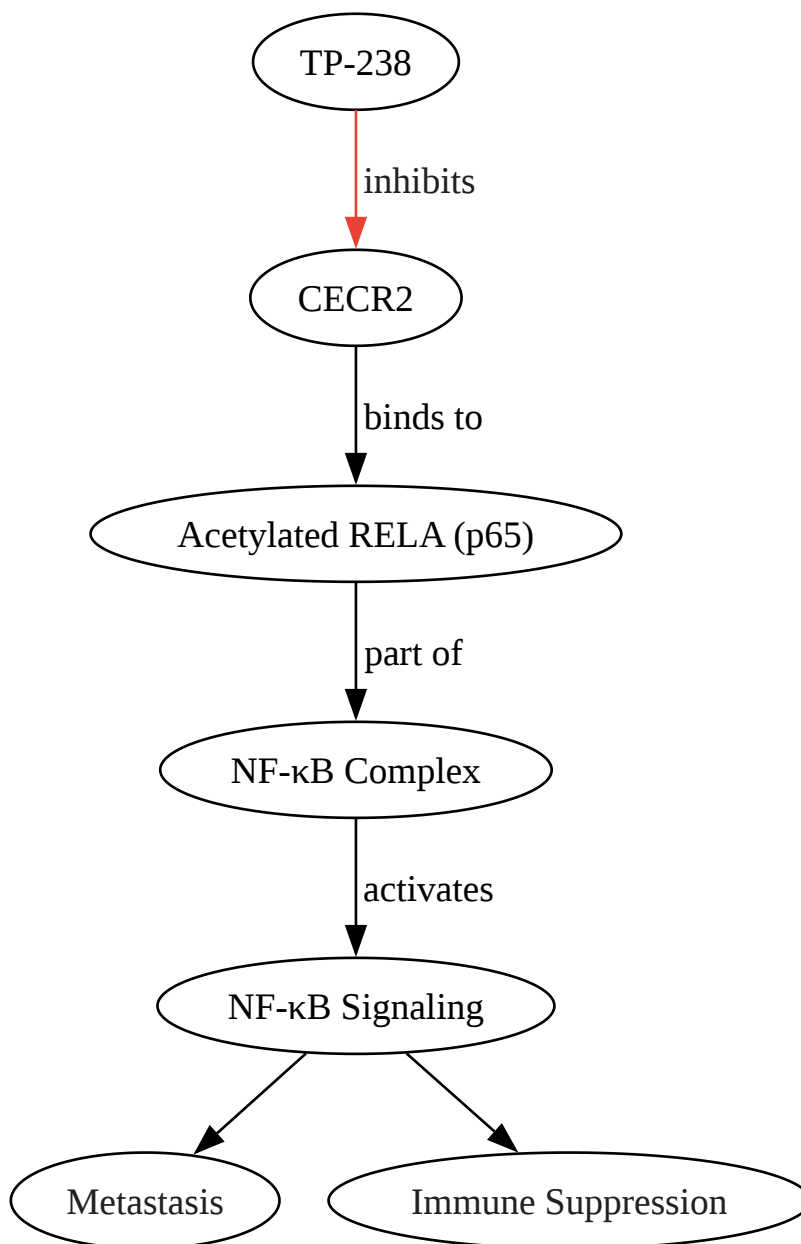 TP-238
inhibits
CECR2
binds to
Acetylated RELA (p65)
part of
NF-κB Complex
activates
NF-κB Signaling
Metastasis
Immune Suppression